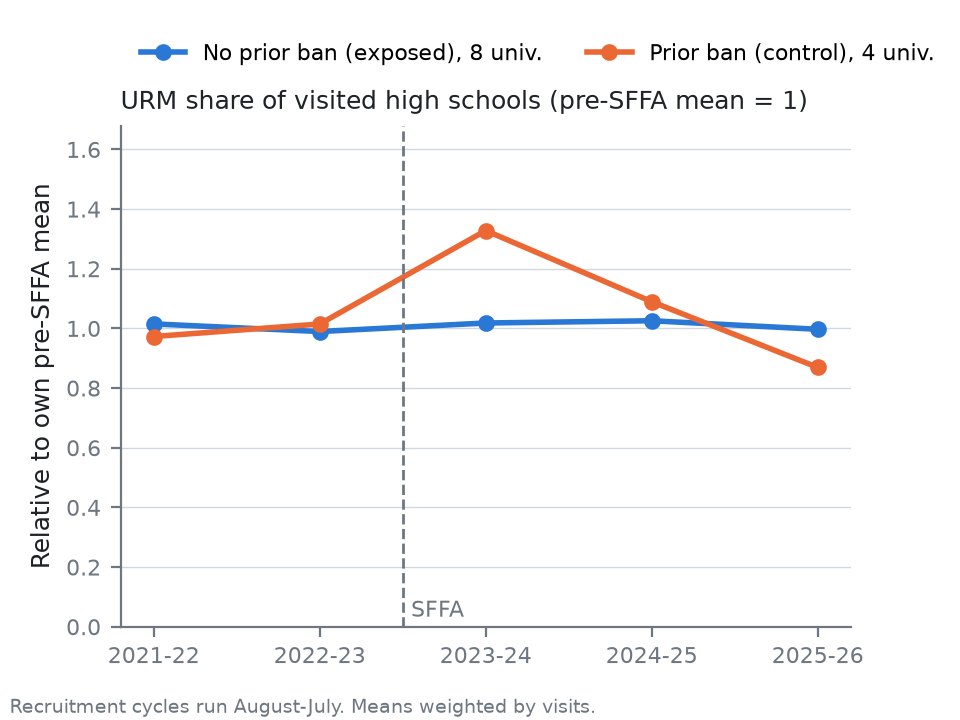 No prior ban (exposed), 8 univ.
Prior ban (control), 4 univ.
URM share of visited high schools (pre-SFFA mean = 1)
Relative to own pre-SFFA mean
1.6
1.4
1.2
1.0
0.8
0.6
0.4
0.2
0.0
SFFA
2021-22
2022-23
2023-24
2024-25
2025-26
Recruitment cycles run August-July. Means weighted by visits.